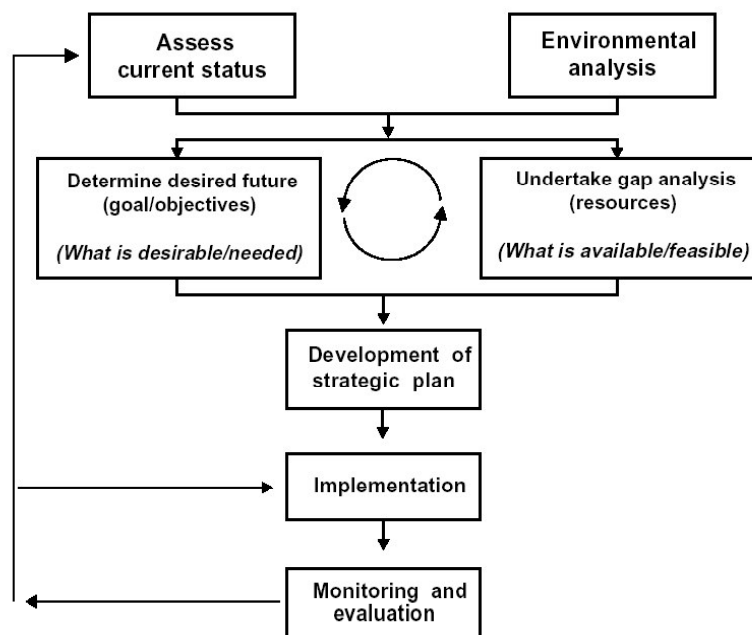 Assess
current status
Environmental
analysis
Determine desired future
(goal/objectives)
(What is desirable/needed)
Undertake gap analysis
(resources)
(What is available/feasible)
Development of
strategic plan
Implementation
Monitoring and
evaluation